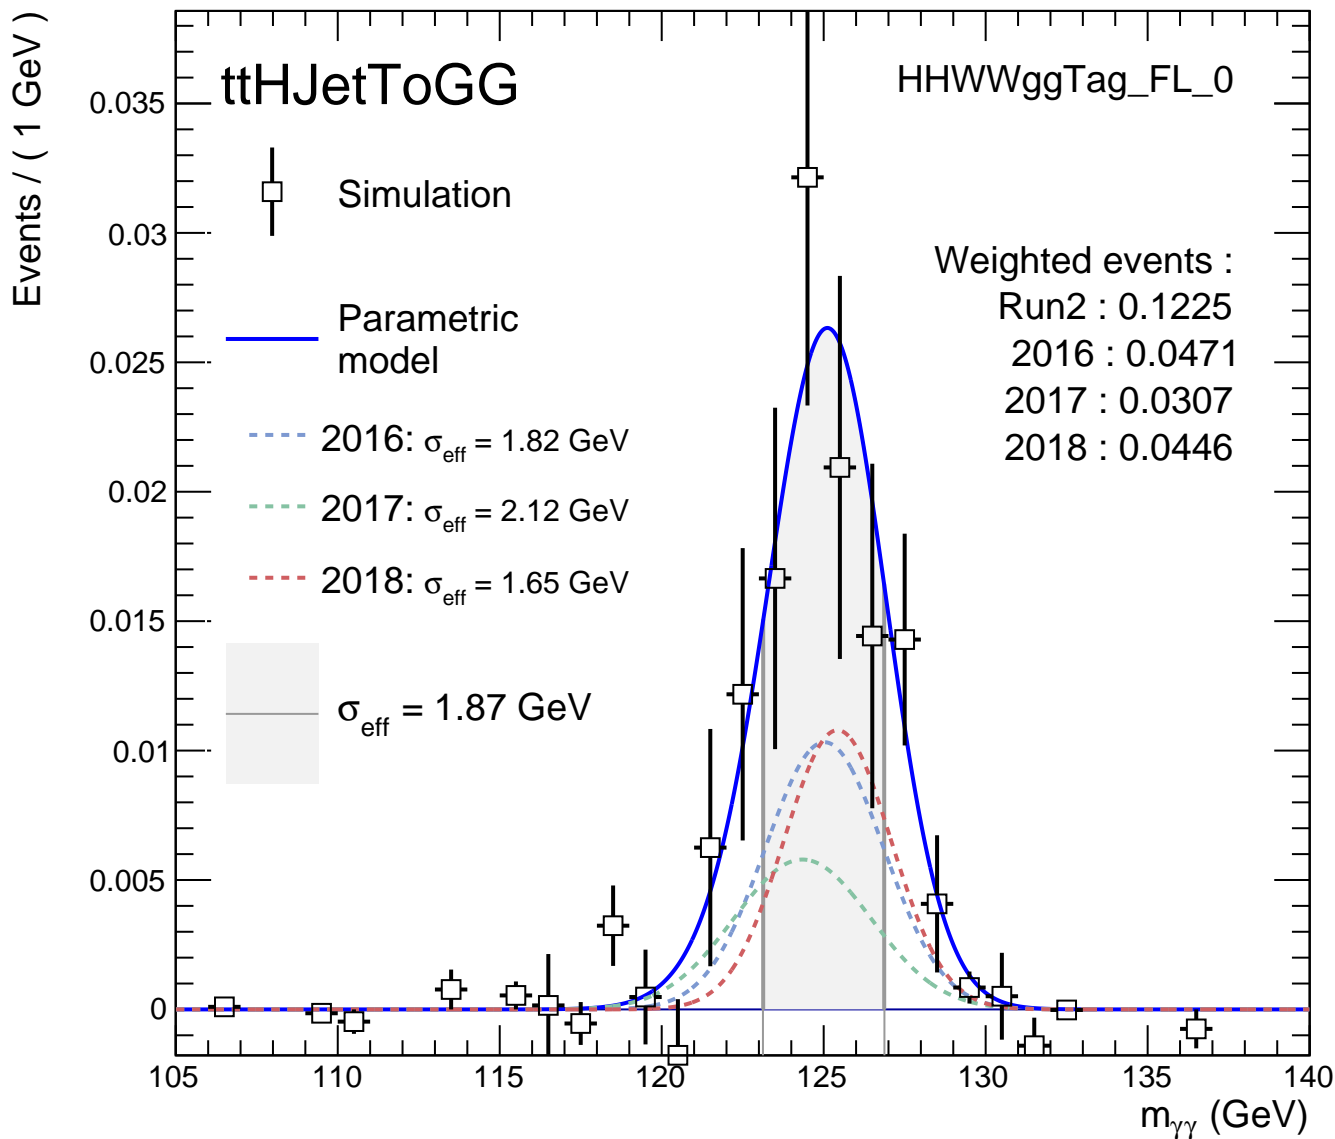 Events / ( 1 GeV )
ttHJetToGG
HHWWggTag_FL_0
Simulation
Parametric
model
2016: σeff = 1.82 GeV
2017: σeff = 2.12 GeV
2018: σeff = 1.65 GeV
σeff = 1.87 GeV
Weighted events :
Run2 : 0.1225
2016 : 0.0471
2017 : 0.0307
2018 : 0.0446
0.035
0.03
0.025
0.02
0.015
0.01
0.005
0
105 110 115 120 125 130 135 140
mγγ (GeV)